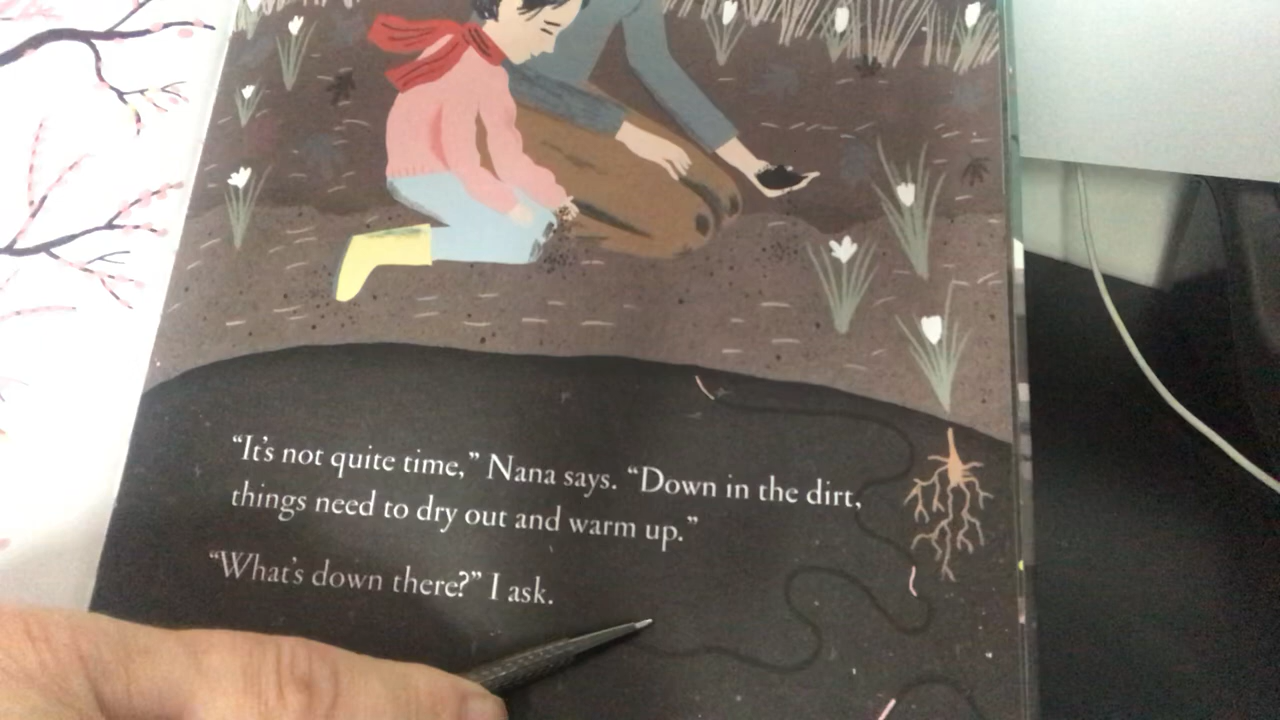 “It’s not quite time,” Nana says. “Down in the dirt,
things need to dry out and warm up.”
“What’s down there?” I ask.